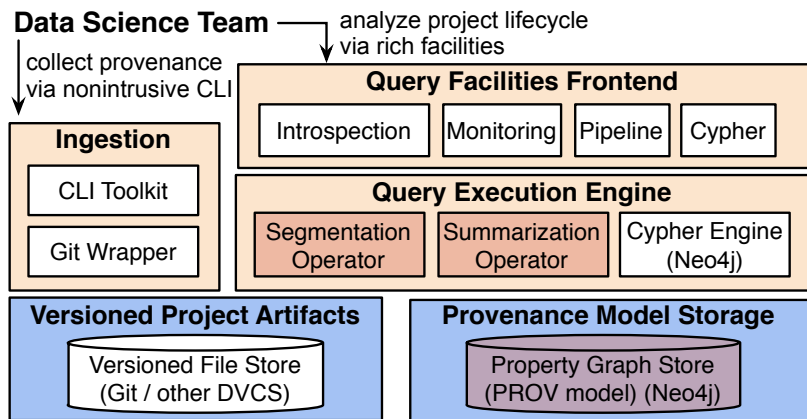 Data Science Team
analyze project lifecycle
via rich facilities
collect provenance
via nonintrusive CLI
Query Facilities Frontend
Introspection
Monitoring
Pipeline
Cypher
Ingestion
CLI Toolkit
Git Wrapper
Query Execution Engine
Segmentation
Operator
Summarization
Operator
Cypher Engine
(Neo4j)
Versioned Project Artifacts
Versioned File Store
(Git / other DVCS)
Provenance Model Storage
Property Graph Store
(PROV model) (Neo4j)